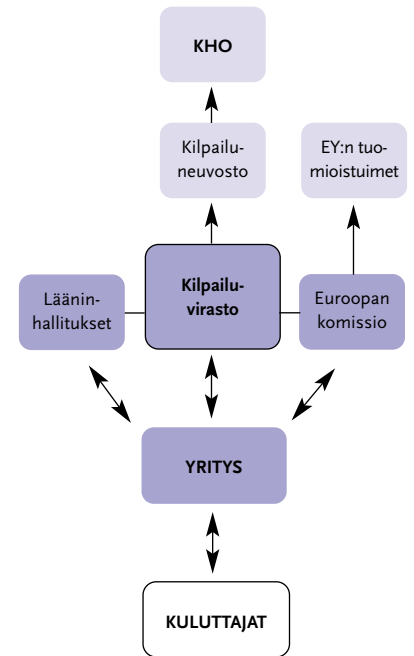 KHO
Kilpailu-
neuvosto
EY:n tuo-
mioistuimet
Läänin-
hallitukset
Kilpailu-
virasto
Euroopan
komissio
YRITYS
KULUTTAJAT